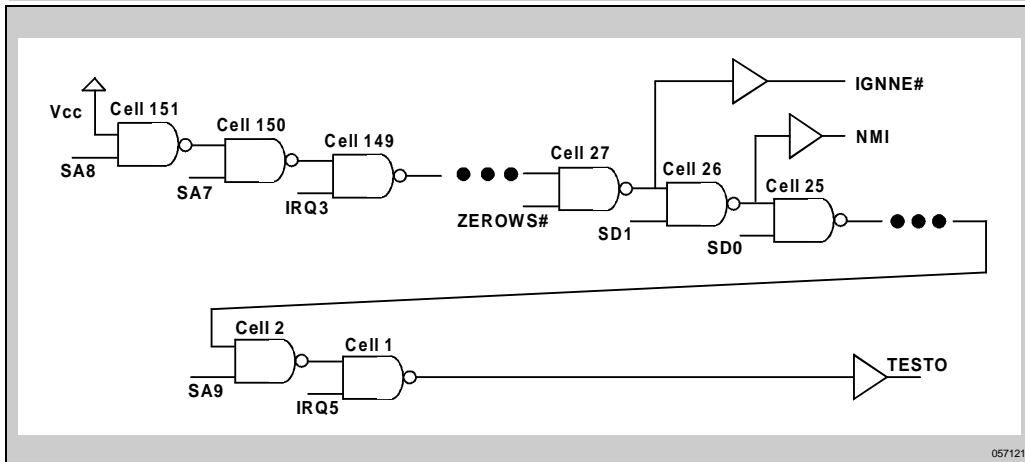 IGNNE#
Vcc
Cell 151
Cell 150
Cell 149
Cell 27
Cell 26
Cell 25
NMI
SA8
SA7
IRQ3
ZEROWS#
SD1
SD0
Cell 2
Cell 1
SA9
IRQ5
TESTO
057121